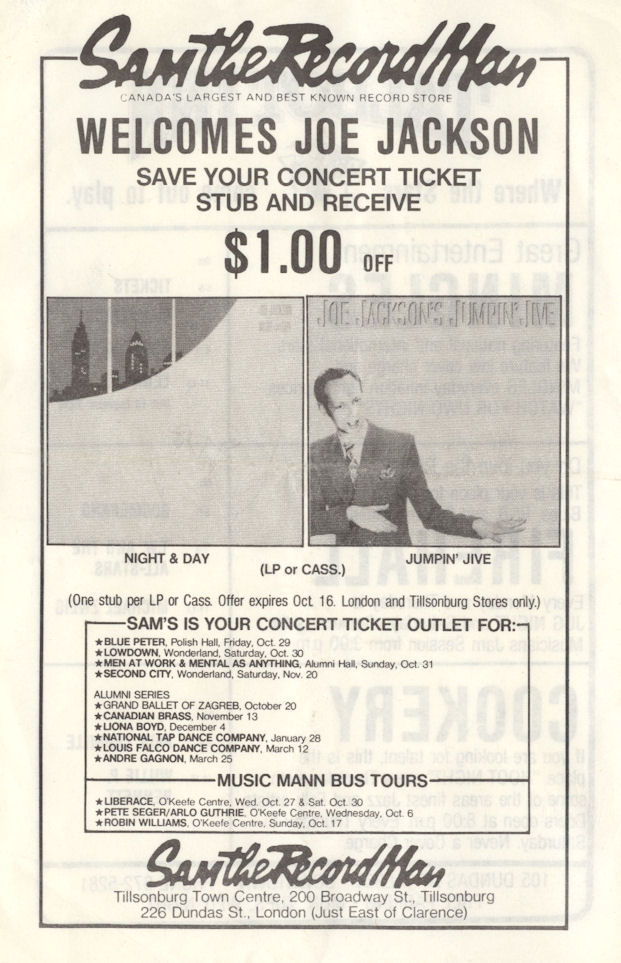 Sam the Record Man
CANADA'S LARGEST AND BEST KNOWN RECORD STORE
WELCOMES JOE JACKSON
SAVE YOUR CONCERT TICKET
STUB AND RECEIVE
$1.00 OFF
JOE JACKSON'S JUMPIN' JIVE
NIGHT & DAY
(LP or CASS.)
JUMPIN' JIVE
(One stub per LP or Cass. Offer expires Oct. 16. London and Tillsonburg Stores only.)
SAM'S IS YOUR CONCERT TICKET OUTLET FOR:
★BLUE PETER, Polish Hall, Friday, Oct. 29
★LOWDOWN, Wonderland, Saturday, Oct. 30
★MEN AT WORK & MENTAL AS ANYTHING, Alumni Hall, Sunday, Oct. 31
★SECOND CITY, Wonderland, Saturday, Nov. 20
ALUMNI SERIES
★GRAND BALLET OF ZAGREB, October 20
★CANADIAN BRASS, November 13
★LIONA BOYD, December 4
★NATIONAL TAP DANCE COMPANY, January 28
★LOUIS FALCO DANCE COMPANY, March 12
★ANDRE GAGNON, March 25
MUSIC MANN BUS TOURS
★LIBERACE, O'Keefe Centre, Wed. Oct. 27 & Sat. Oct. 30
★PETE SEGER/ARLO GUTHRIE, O'Keefe Centre, Wednesday, Oct. 6
★ROBIN WILLIAMS, O'Keefe Centre, Sunday, Oct. 17
Sam the Record Man
Tillsonburg Town Centre, 200 Broadway St., Tillsonburg
226 Dundas St., London (Just East of Clarence)